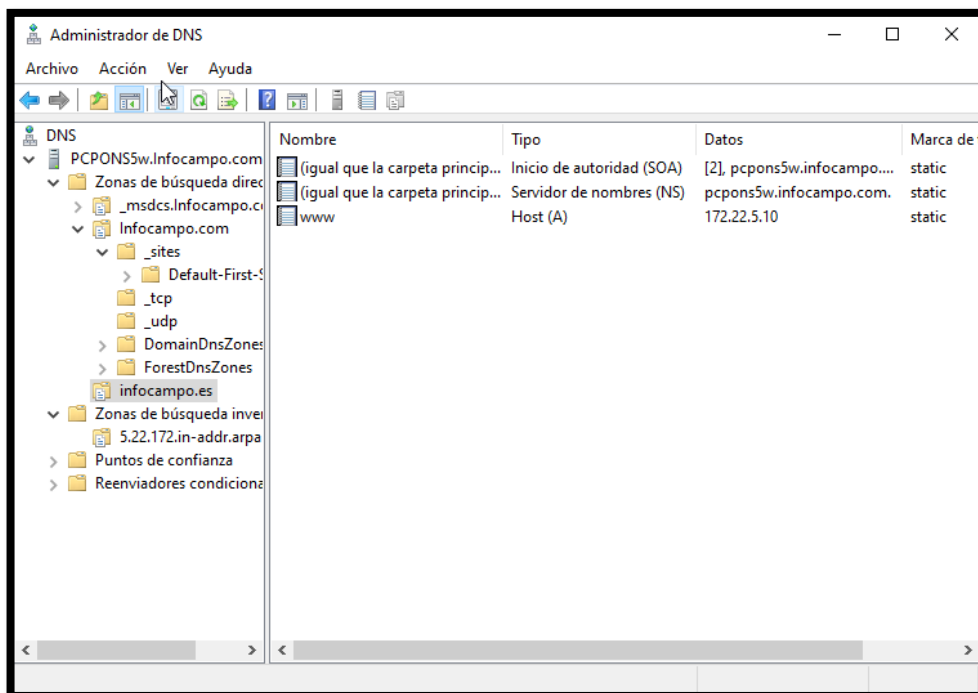 Administrador de DNS
Archivo Acción Ver Ayuda
DNS
PCPONS5w.Infocampo.com
Zonas de búsqueda direc
_msdcs.Infocampo.c
Infocampo.com
_sites
Default-First-S
_tcp
_udp
DomainDnsZones
ForestDnsZones
infocampo.es
Zonas de búsqueda inver
5.22.172.in-addr.arpa
Puntos de confianza
Reenviadores condiciona
Nombre Tipo Datos Marca de
(igual que la carpeta princip... Inicio de autoridad (SOA) [2], pcpons5w.infocampo.... static
(igual que la carpeta princip... Servidor de nombres (NS) pcpons5w.infocampo.com. static
www Host (A) 172.22.5.10 static